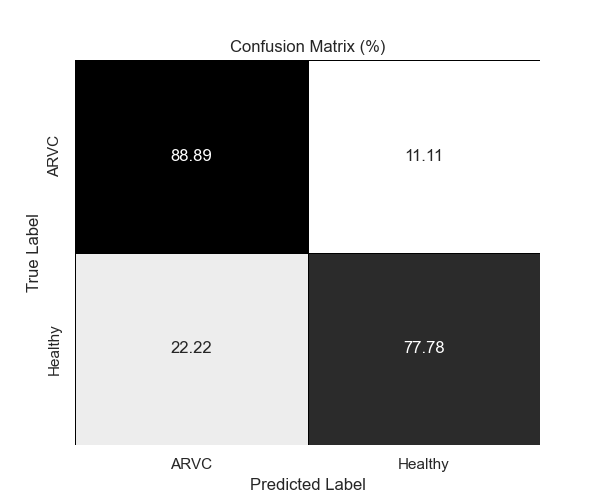 Confusion Matrix (%)
True Label
ARVC
88.89
11.11
Healthy
22.22
77.78
ARVC
Healthy
Predicted Label